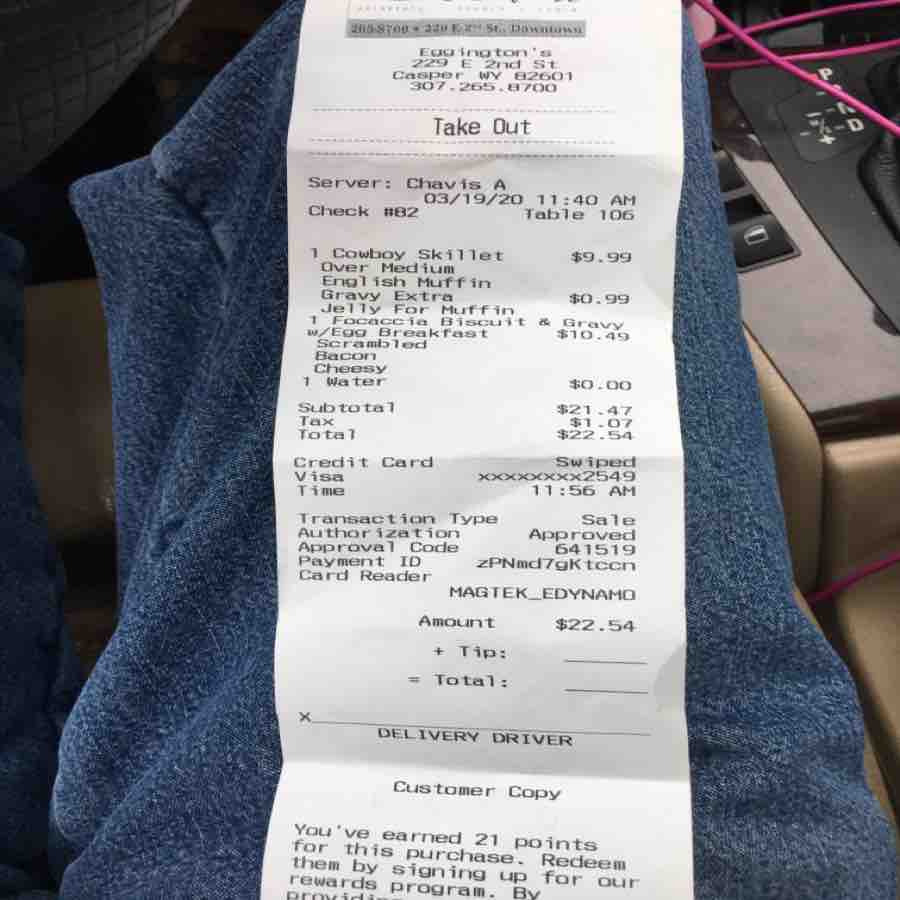 265-8700 • 229 E 2nd St., Downtown
Eggington's
229 E 2nd St
Casper WY 82601
307.265.8700
Take Out
Server: Chavis A
03/19/20 11:40 AM
Check #82 Table 106
1 Cowboy Skillet $9.99
Over Medium
English Muffin
Gravy Extra $0.99
Jelly For Muffin
1 Focaccia Biscuit & Gravy
w/Egg Breakfast $10.49
Scrambled
Bacon
Cheesy
1 Water $0.00
Subtotal $21.47
Tax $1.07
Total $22.54
Credit Card Swiped
Visa xxxxxxxx2549
Time 11:56 AM
Transaction Type Sale
Authorization Approved
Approval Code 641519
Payment ID zPNmd7gKtccn
Card Reader
MAGTEK_EDYNAMO
Amount $22.54
+ Tip:
= Total:
x
DELIVERY DRIVER
Customer Copy
You've earned 21 points
for this purchase. Redeem
them by signing up for our
rewards program. By
P
N
D
+